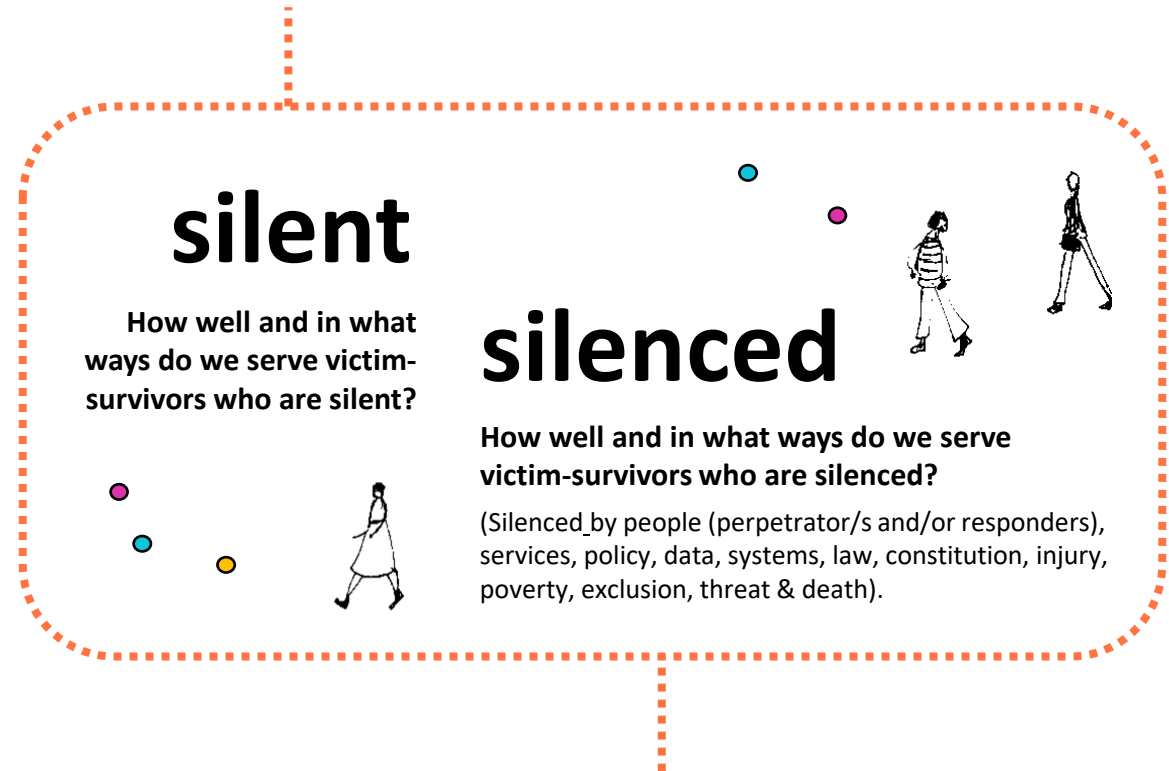 silent
How well and in what
ways do we serve victim-
survivors who are silent?
silenced
How well and in what ways do we serve
victim-survivors who are silenced?
(Silenced by people (perpetrator/s and/or responders),
services, policy, data, systems, law, constitution, injury,
poverty, exclusion, threat & death).